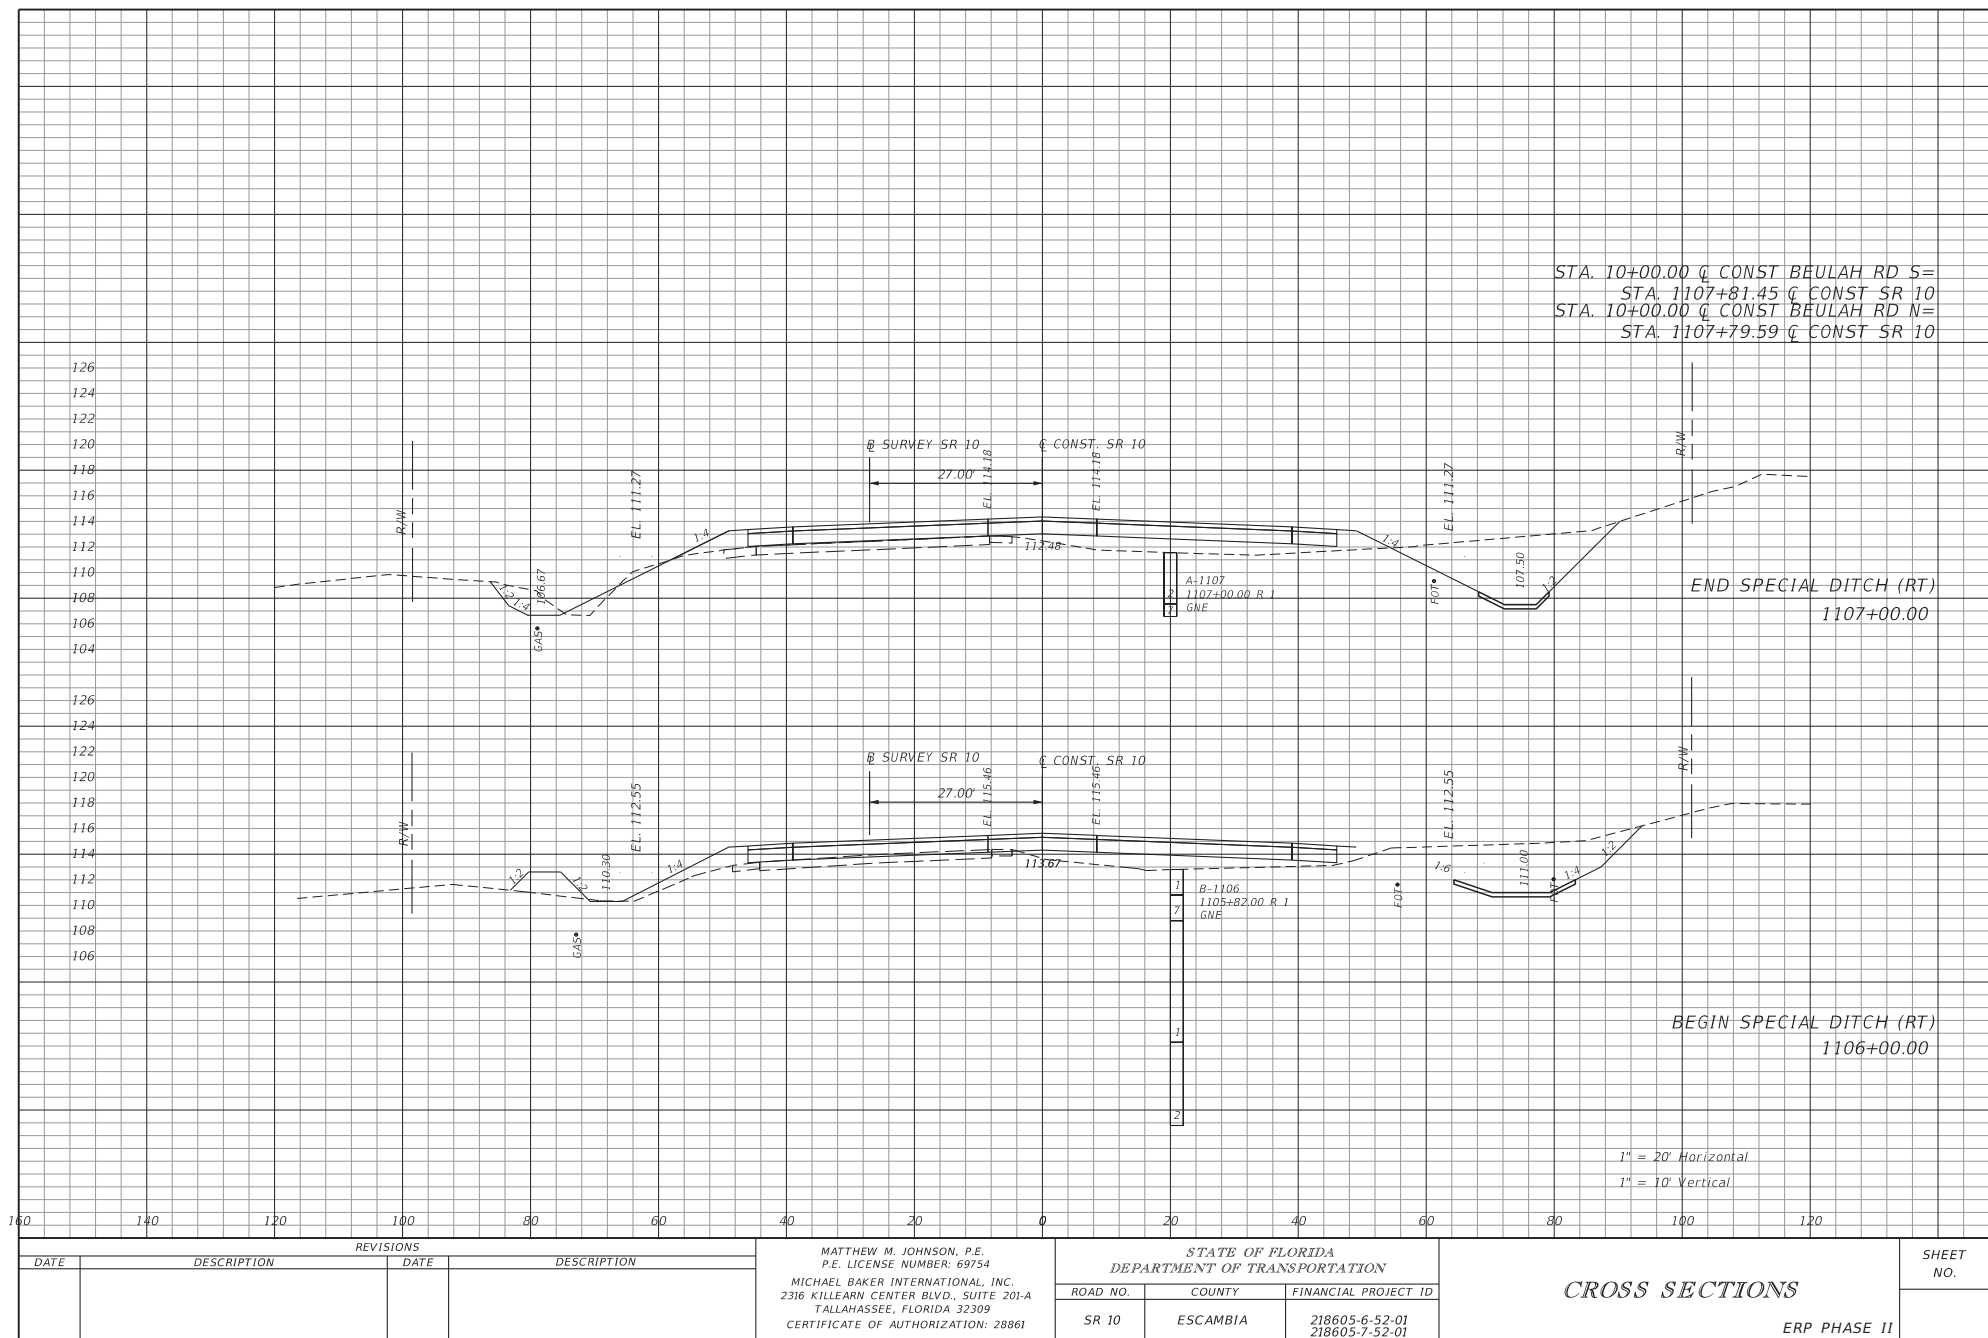 STA. 10+00.00 ℄ CONST BEULAH RD S=
STA. 1107+81.45 ℄ CONST SR 10
STA. 10+00.00 ℄ CONST BEULAH RD N=
STA. 1107+79.59 ℄ CONST SR 10
126
124
122
120
118
116
114
112
110
108
106
104
R/W
EL. 111.27
1:4
B SURVEY SR 10
℄ CONST. SR 10
27.00'
EL. 114.18
EL. 114.18
112.48
1:2
1:4
106.67
GAS
2
7
A-1107
1107+00.00 R 1
GNE
1:4
FOT
EL. 111.27
107.50
1:2
R/W
END SPECIAL DITCH (RT)
1107+00.00
126
124
122
120
118
116
114
112
110
108
106
R/W
EL. 112.55
1:2
1:2
110.30
1:4
GAS
B SURVEY SR 10
℄ CONST. SR 10
27.00'
EL. 115.46
EL. 115.46
113.67
1
7
1
2
B-1106
1105+82.00 R 1
GNE
FOT
EL. 112.55
1:6
111.00
FOT
1:4
1:2
R/W
BEGIN SPECIAL DITCH (RT)
1106+00.00
1" = 20' Horizontal
1" = 10' Vertical
160 140 120 100 80 60 40 20 0 20 40 60 80 100 120
REVISIONS
DATE DESCRIPTION DATE DESCRIPTION
MATTHEW M. JOHNSON, P.E.
P.E. LICENSE NUMBER: 69754
MICHAEL BAKER INTERNATIONAL, INC.
2316 KILLEARN CENTER BLVD., SUITE 201-A
TALLAHASSEE, FLORIDA 32309
CERTIFICATE OF AUTHORIZATION: 28861
STATE OF FLORIDA
DEPARTMENT OF TRANSPORTATION
ROAD NO. COUNTY FINANCIAL PROJECT ID
SR 10 ESCAMBIA 218605-6-52-01
218605-7-52-01
CROSS SECTIONS
ERP PHASE II
SHEET
NO.